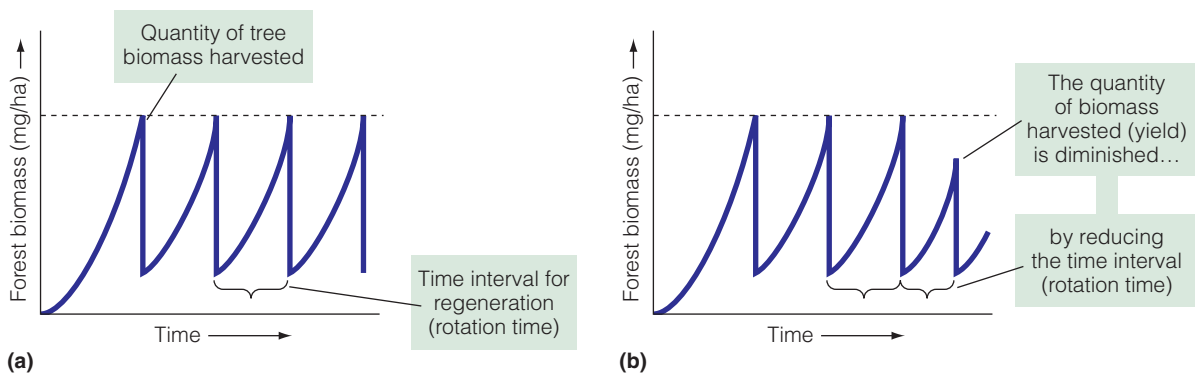 Quantity of tree
biomass harvested
Forest biomass (mg/ha)
Time interval for
regeneration
(rotation time)
Time
(a)
The quantity
of biomass
harvested (yield)
is diminished…
Forest biomass (mg/ha)
by reducing
the time interval
(rotation time)
Time
(b)